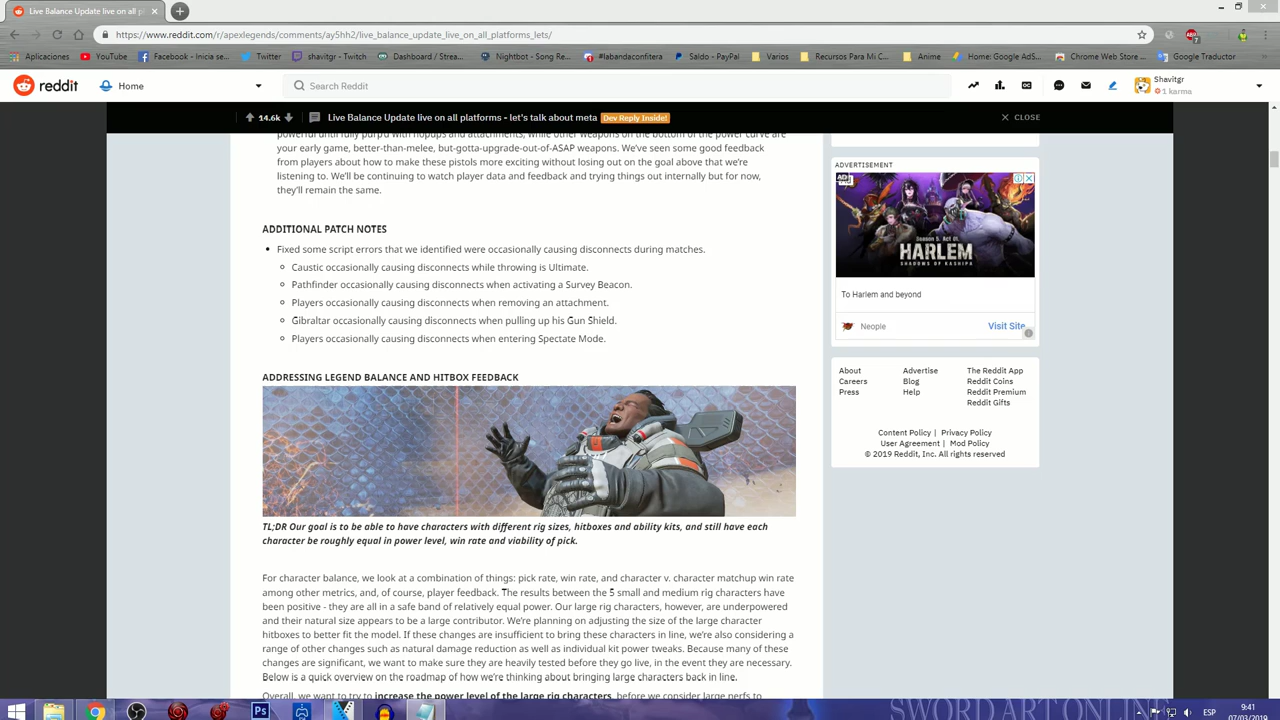 Live Balance Update live on all p
https://www.reddit.com/r/apexlegends/comments/ay5hh2/live_balance_update_live_on_all_platforms_lets/
Aplicaciones YouTube Facebook - Inicia se... Twitter shavitgr - Twitch Dashboard / Strea... Nightbot - Song Re... #labandaconfitera Saldo - PayPal Varios Recursos Para Mi C... Anime Home: Google AdS... Chrome Web Store ... Google Traductor
reddit Home Search Reddit Shavitgr
1 karma
14.6k Live Balance Update live on all platforms - let's talk about meta Dev Reply Inside! CLOSE
powerful until fully pur'd with hopups and attachments, while other weapons on the bottom of the power curve are
your early game, better-than-melee, but-gotta-upgrade-out-of-ASAP weapons. We've seen some good feedback
from players about how to make these pistols more exciting without losing out on the goal above that we're
listening to. We'll be continuing to watch player data and feedback and trying things out internally but for now,
they'll remain the same.
ADDITIONAL PATCH NOTES
Fixed some script errors that we identified were occasionally causing disconnects during matches.
Caustic occasionally causing disconnects while throwing is Ultimate.
Pathfinder occasionally causing disconnects when activating a Survey Beacon.
Players occasionally causing disconnects when removing an attachment.
Gibraltar occasionally causing disconnects when pulling up his Gun Shield.
Players occasionally causing disconnects when entering Spectate Mode.
ADDRESSING LEGEND BALANCE AND HITBOX FEEDBACK
TL;DR Our goal is to be able to have characters with different rig sizes, hitboxes and ability kits, and still have each
character be roughly equal in power level, win rate and viability of pick.
For character balance, we look at a combination of things: pick rate, win rate, and character v. character matchup win rate
among other metrics, and, of course, player feedback. The results between the 5 small and medium rig characters have
been positive - they are all in a safe band of relatively equal power. Our large rig characters, however, are underpowered
and their natural size appears to be a large contributor. We're planning on adjusting the size of the large character
hitboxes to better fit the model. If these changes are insufficient to bring these characters in line, we're also considering a
range of other changes such as natural damage reduction as well as individual kit power tweaks. Because many of these
changes are significant, we want to make sure they are heavily tested before they go live, in the event they are necessary.
Below is a quick overview on the roadmap of how we're thinking about bringing large characters back in line.
Overall, we want to try to increase the power level of the large rig characters, before we consider large nerfs to
ADVERTISEMENT
AD
Season 5. Act 01.
HARLEM
SHADOWS OF KASHIPA
To Harlem and beyond
Neople Visit Site
About Advertise The Reddit App
Careers Blog Reddit Coins
Press Help Reddit Premium
Reddit Gifts
Content Policy | Privacy Policy
User Agreement | Mod Policy
© 2019 Reddit, Inc. All rights reserved
Ps
SWORD ART ONLINE
ESP
9:41
07/03/2019